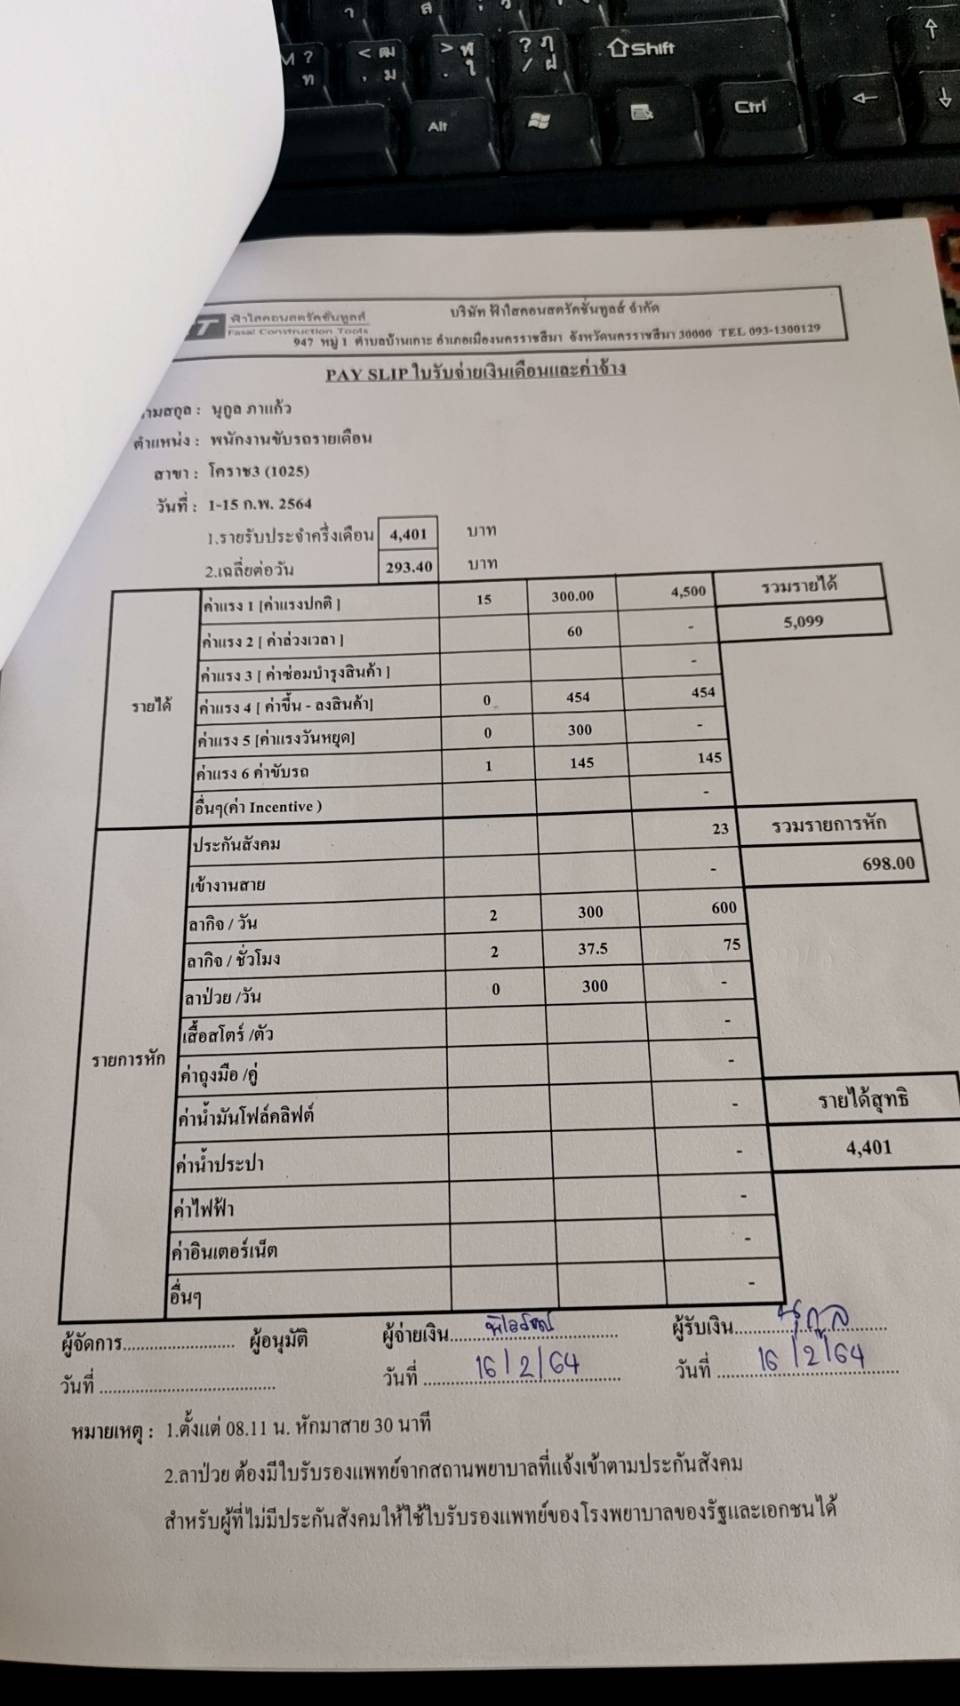 ? ฦ
< ฒ
> ฬ
M ?
ท
, ม
. ใ
/ ฝ
Shift
Alt
Ctrl
ฟ้าใสคอนสตรัคชั่นทูลส์
Fasai Construction Tools
บริษัท ฟ้าใสคอนสตรัคชั่นทูลส์ จำกัด
947 หมู่ 1 ตำบลบ้านเกาะ อำเภอเมืองนครราชสีมา จังหวัดนครราชสีมา 30000 TEL 093-1300129
PAY SLIP ใบรับจ่ายเงินเดือนและค่าจ้าง
ามสกุล : นุกูล ภาแก้ว
ตำแหน่ง : พนักงานขับรถรายเดือน
สาขา : โคราช3 (1025)
วันที่ : 1-15 ก.พ. 2564
1.รายรับประจำครึ่งเดือน 4,401 บาท
2.เฉลี่ยต่อวัน 293.40 บาท
รายได้
ค่าแรง 1 [ค่าแรงปกติ ] 15 300.00 4,500 รวมรายได้
ค่าแรง 2 [ ค่าล่วงเวลา ] 60 - 5,099
ค่าแรง 3 [ ค่าซ่อมบำรุงสินค้า ] -
ค่าแรง 4 [ ค่าขึ้น - ลงสินค้า] 0 454 454
ค่าแรง 5 [ค่าแรงวันหยุด] 0 300 -
ค่าแรง 6 ค่าขับรถ 1 145 145
อื่นๆ(ค่า Incentive ) -
รายการหัก
ประกันสังคม 23 รวมรายการหัก
เข้างานสาย - 698.00
ลากิจ / วัน 2 300 600
ลากิจ / ชั่วโมง 2 37.5 75
ลาป่วย /วัน 0 300 -
เสื้อสโตร์ /ตัว -
ค่าถุงมือ /คู่ -
ค่าน้ำมันโฟล์คลิฟต์ - รายได้สุทธิ
ค่าน้ำประปา - 4,401
ค่าไฟฟ้า -
ค่าอินเตอร์เน็ต -
อื่นๆ -
ผู้จัดการ.......................... ผู้อนุมัติ ผู้จ่ายเงิน.......................... ผู้รับเงิน.......นุกูล.......
วันที่ .......................... วันที่ .......16/2/64....... วันที่ .......16/2/64.......
หมายเหตุ : 1.ตั้งแต่ 08.11 น. หักมาสาย 30 นาที
2.ลาป่วย ต้องมีใบรับรองแพทย์จากสถานพยาบาลที่แจ้งเข้าตามประกันสังคม
สำหรับผู้ที่ไม่มีประกันสังคมให้ใช้ใบรับรองแพทย์ของโรงพยาบาลของรัฐและเอกชนได้